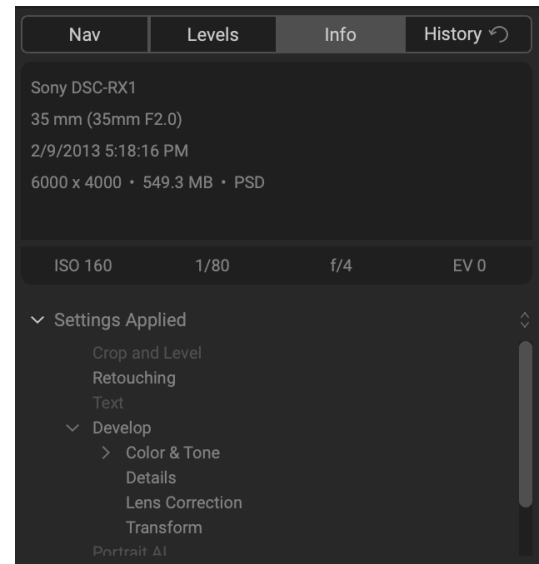 Nav Levels Info History
Sony DSC-RX1
35 mm (35mm F2.0)
2/9/2013 5:18:16 PM
6000 x 4000 • 549.3 MB • PSD
ISO 160 1/80 f/4 EV 0
Settings Applied
Crop and Level
Retouching
Text
Develop
Color & Tone
Details
Lens Correction
Transform
Portrait AI